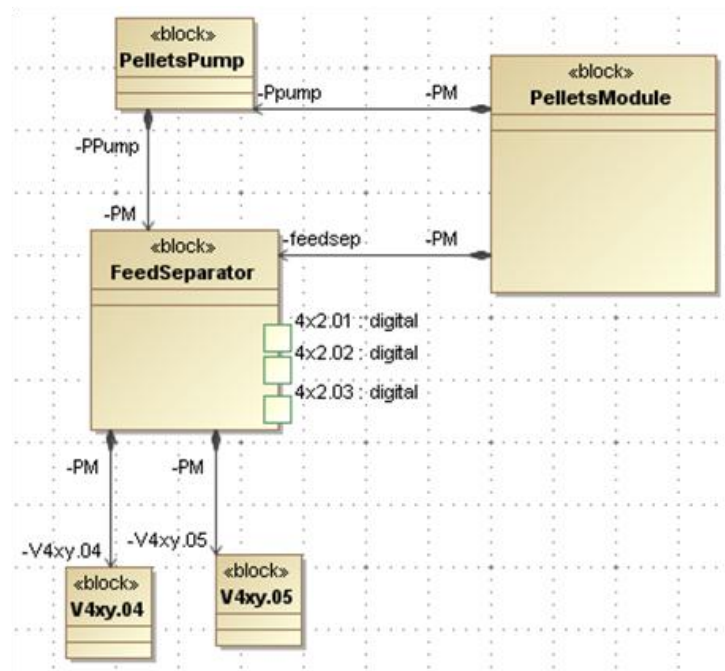 «block»
PelletsPump
-Ppump
-PM
«block»
PelletsModule
-PPump
-PM
«block»
FeedSeparator
-feedsep
-PM
4x2.01 : digital
4x2.02 : digital
4x2.03 : digital
-PM
-PM
-V4xy.04
-V4xy.05
«block»
V4xy.04
«block»
V4xy.05